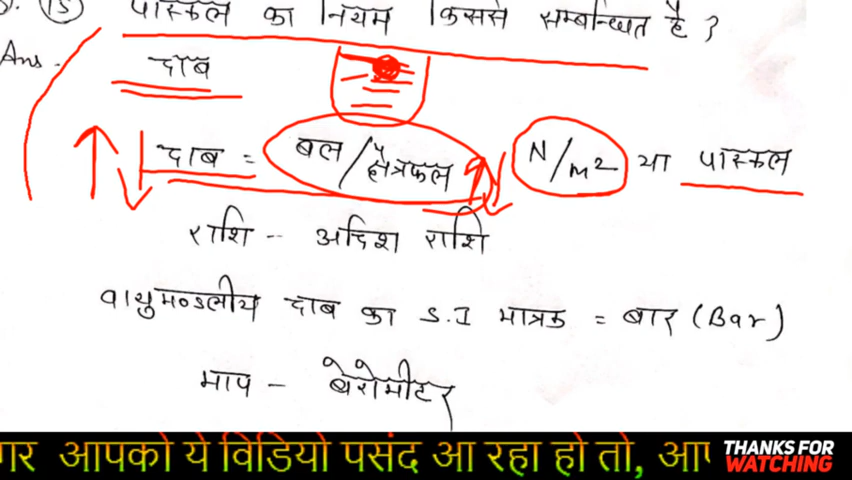 15 पास्कल का नियम किससे सम्बन्धित है ?
Ans. दाब
दाब = बल / क्षेत्रफल N/m2 या पास्कल
राशि - अदिश राशि
वायुमण्डलीय दाब का S.I मात्रक = बार (Bar)
माप - बेरोमीटर
गर आपको ये विडियो पसंद आ रहा हो तो, आप
THANKS FOR
WATCHING